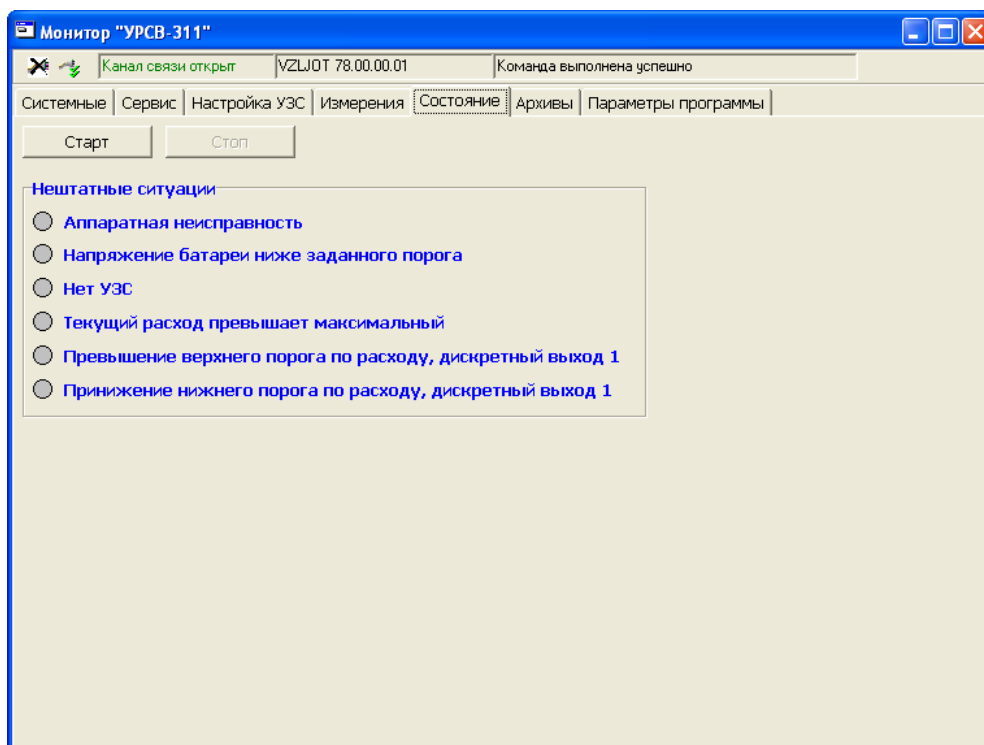 Монитор "УРСВ-311"
Канал связи открыт VZLJOT 78.00.00.01 Команда выполнена успешно
Системные Сервис Настройка УЗС Измерения Состояние Архивы Параметры программы
Старт Стоп
Нештатные ситуации
Аппаратная неисправность
Напряжение батареи ниже заданного порога
Нет УЗС
Текущий расход превышает максимальный
Превышение верхнего порога по расходу, дискретный выход 1
Принижение нижнего порога по расходу, дискретный выход 1